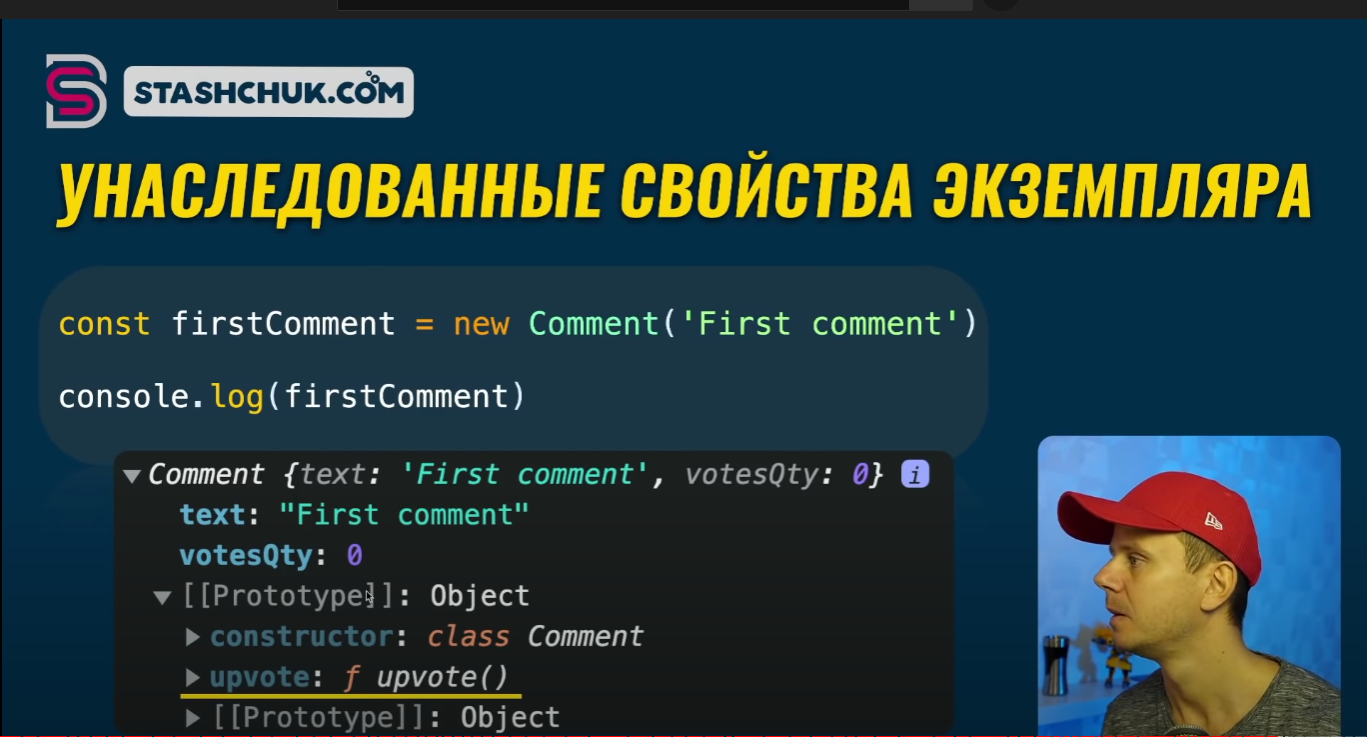 STASHCHUK.COM
УНАСЛЕДОВАННЫЕ СВОЙСТВА ЭКЗЕМПЛЯРА
const firstComment = new Comment('First comment')
console.log(firstComment)
▼Comment {text: 'First comment', votesQty: 0} i
text: "First comment"
votesQty: 0
▼[[Prototype]]: Object
▶constructor: class Comment
▶upvote: ƒ upvote()
▶[[Prototype]]: Object